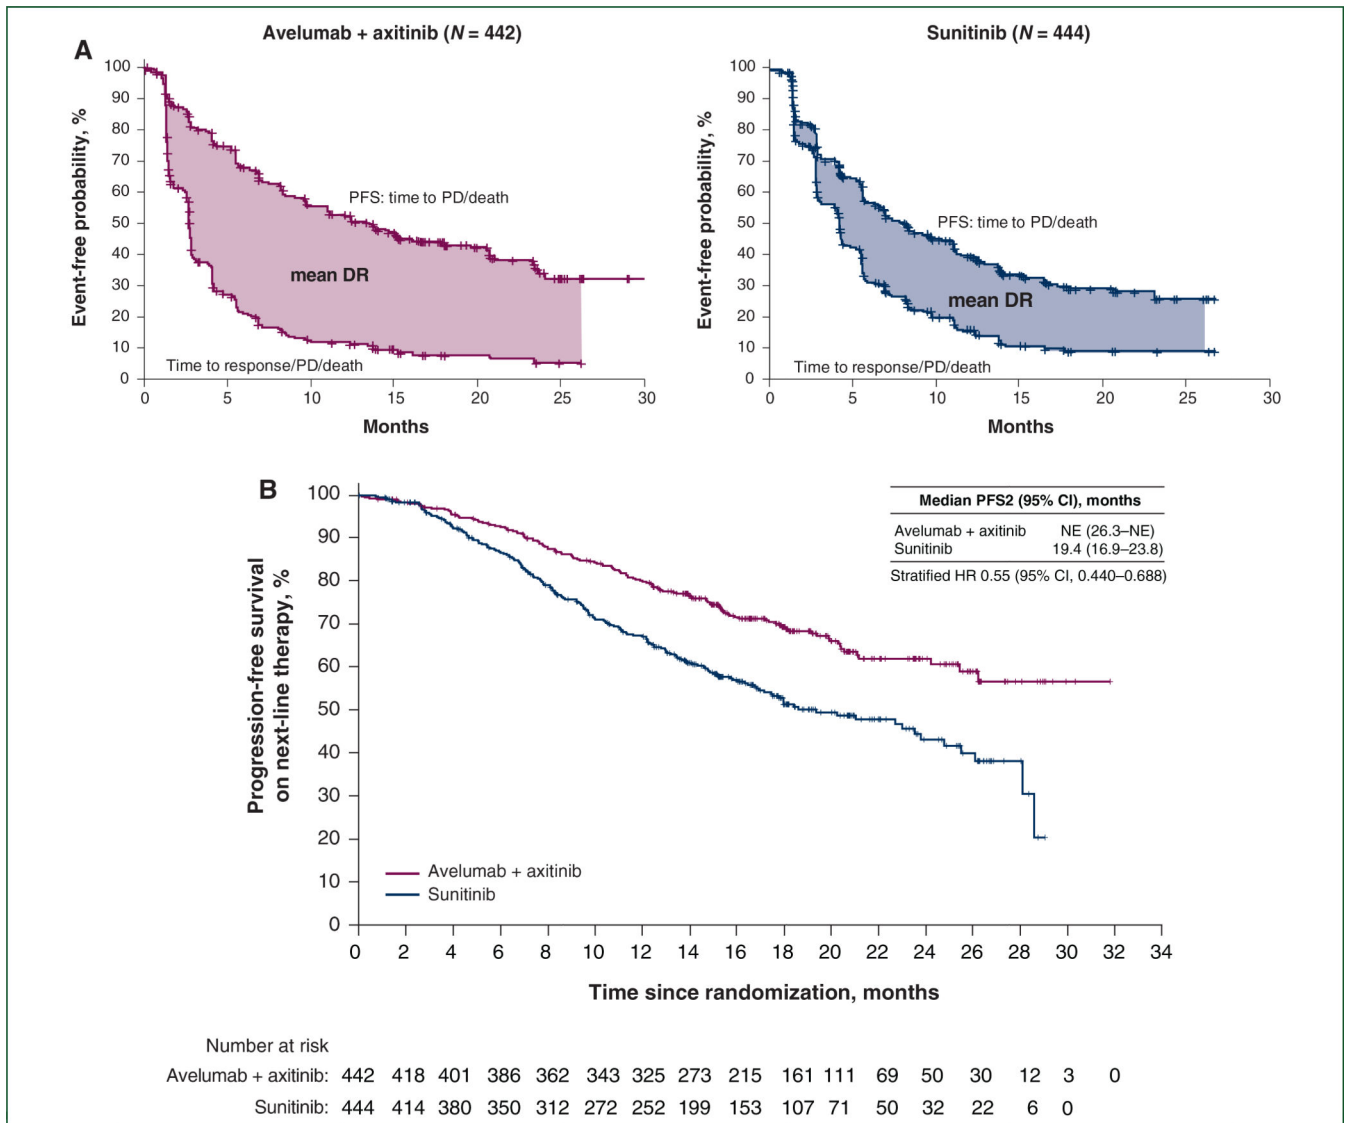 A
Avelumab + axitinib (N = 442)
Event-free probability, %
100
90
80
70
60
50
40
30
20
10
0
PFS: time to PD/death
mean DR
Time to response/PD/death
0 5 10 15 20 25 30
Months
Sunitinib (N = 444)
Event-free probability, %
100
90
80
70
60
50
40
30
20
10
0
PFS: time to PD/death
mean DR
Time to response/PD/death
0 5 10 15 20 25 30
Months
B
Progression-free survival
on next-line therapy, %
100
90
80
70
60
50
40
30
20
10
0
Median PFS2 (95% CI), months
Avelumab + axitinib NE (26.3–NE)
Sunitinib 19.4 (16.9–23.8)
Stratified HR 0.55 (95% CI, 0.440–0.688)
Avelumab + axitinib
Sunitinib
0 2 4 6 8 10 12 14 16 18 20 22 24 26 28 30 32 34
Time since randomization, months
Number at risk
Avelumab + axitinib: 442 418 401 386 362 343 325 273 215 161 111 69 50 30 12 3 0
Sunitinib: 444 414 380 350 312 272 252 199 153 107 71 50 32 22 6 0